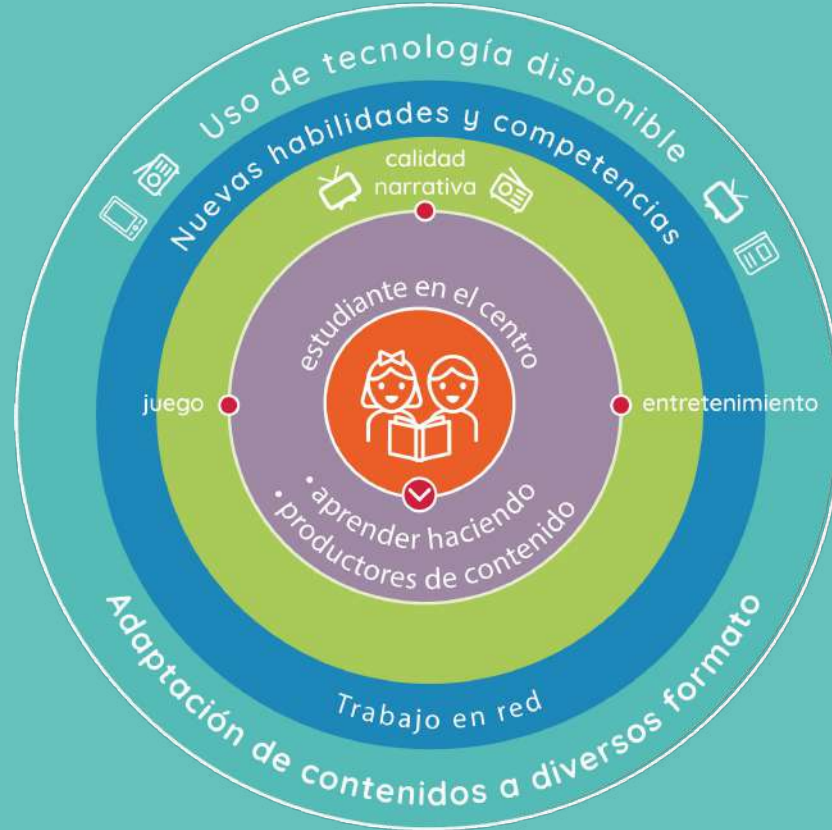 Uso de tecnología disponible
Nuevas habilidades y competencias
calidad
narrativa
estudiante en el centro
juego
entretenimiento
• aprender haciendo
• productores de contenido
Trabajo en red
Adaptación de contenidos a diversos formato